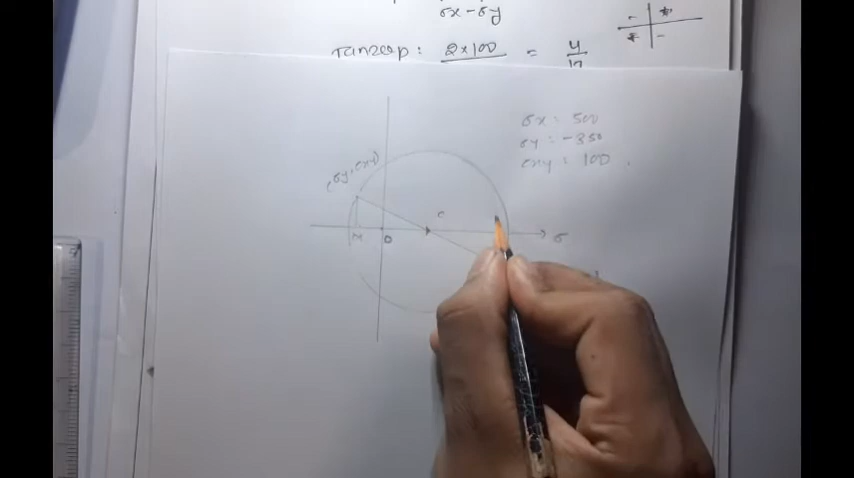 σx - σy
tan2θp = 2×100 = 4
17
σx = 500
σy = -350
τxy = 100
(σy, τxy)
C
M
O
σ